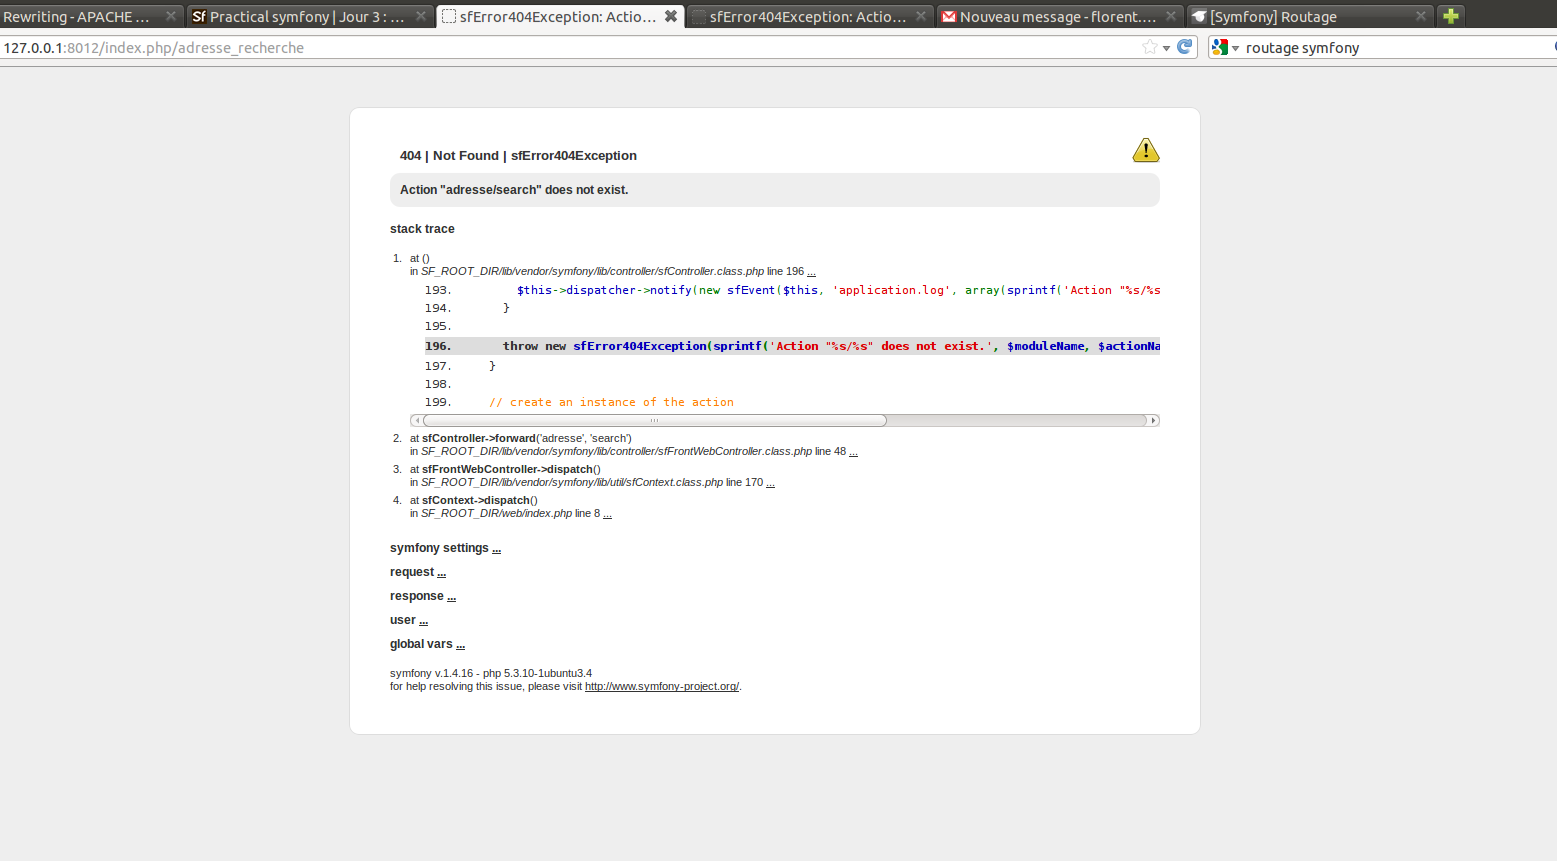 Rewriting - APACHE ...
Sf Practical symfony | Jour 3 : ...
sfError404Exception: Actio...
sfError404Exception: Actio...
Nouveau message - florent....
[Symfony] Routage
127.0.0.1:8012/index.php/adresse_recherche
routage symfony
404 | Not Found | sfError404Exception
Action "adresse/search" does not exist.
stack trace
1. at ()
in SF_ROOT_DIR/lib/vendor/symfony/lib/controller/sfController.class.php line 196 ...
193. $this->dispatcher->notify(new sfEvent($this, 'application.log', array(sprintf('Action "%s/%s
194. }
195.
196. throw new sfError404Exception(sprintf('Action "%s/%s" does not exist.', $moduleName, $actionNa
197. }
198.
199. // create an instance of the action
2. at sfController->forward('adresse', 'search')
in SF_ROOT_DIR/lib/vendor/symfony/lib/controller/sfFrontWebController.class.php line 48 ...
3. at sfFrontWebController->dispatch()
in SF_ROOT_DIR/lib/vendor/symfony/lib/util/sfContext.class.php line 170 ...
4. at sfContext->dispatch()
in SF_ROOT_DIR/web/index.php line 8 ...
symfony settings ...
request ...
response ...
user ...
global vars ...
symfony v.1.4.16 - php 5.3.10-1ubuntu3.4
for help resolving this issue, please visit http://www.symfony-project.org/.